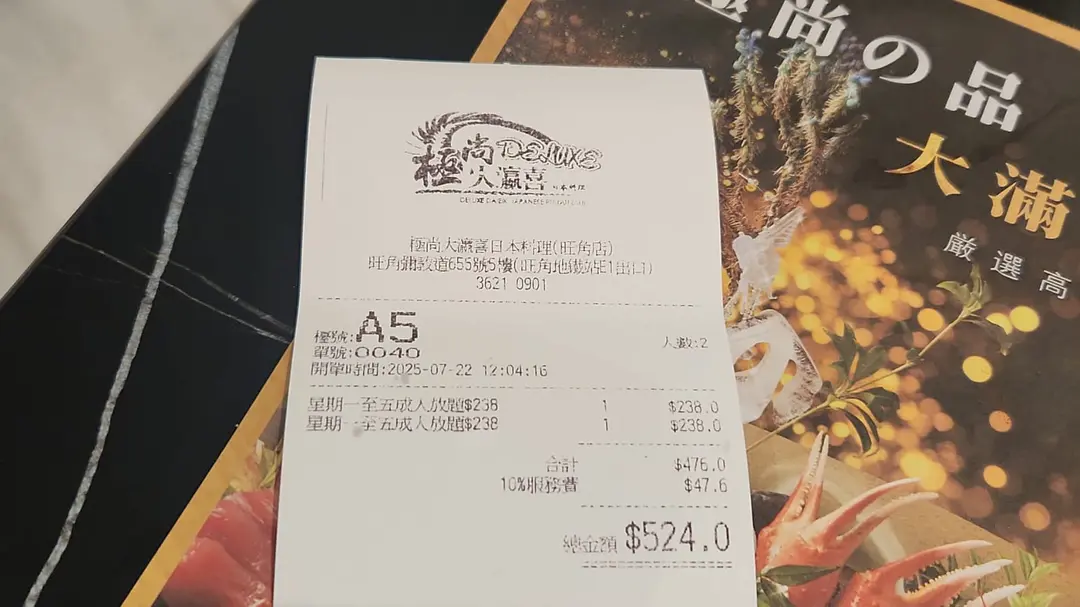 極尚の品
大滿
厳選高
極尚 DELUXE
大瀛喜 日本料理
極尚大瀛喜日本料理(旺角店)
旺角彌敦道655號5樓(旺角地鐵站E1出口)
3621 0901
檯號:A5
人數:2
單號:0040
開單時間:2025-07-22 12:04:16
星期一至五成人放題$238 1 $238.0
星期一至五成人放題$238 1 $238.0
合計 $476.0
10%服務費 $47.6
總金額 $524.0